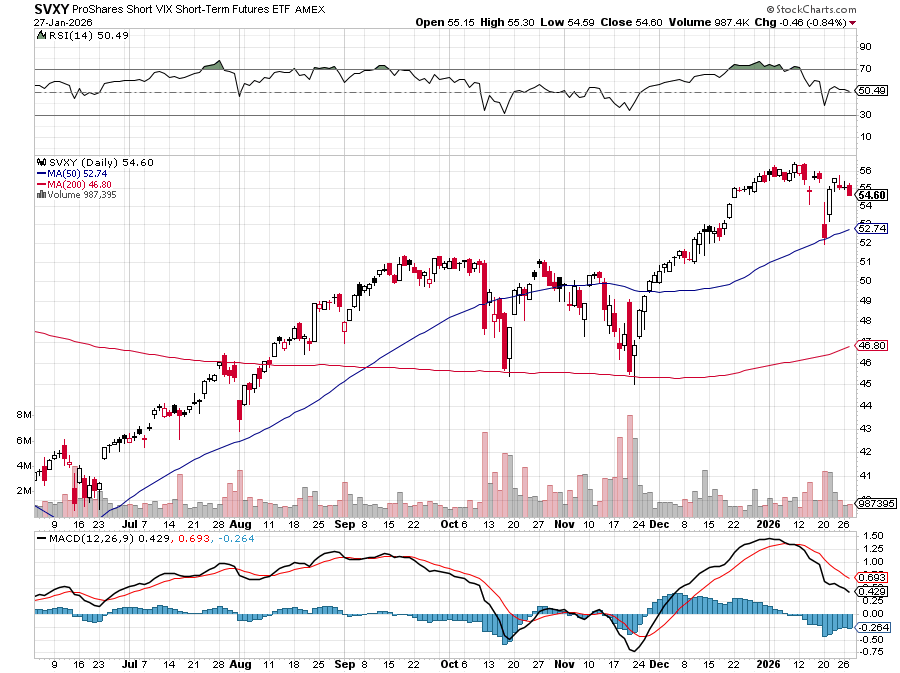 SVXY ProShares Short VIX Short-Term Futures ETF AMEX
© StockCharts.com
27-Jan-2026
Open 55.15 High 55.30 Low 54.59 Close 54.60 Volume 987.4K Chg -0.46 (-0.84%)
RSI(14) 50.49
90
70
50.49
30
10
SVXY (Daily) 54.60
MA(50) 52.74
MA(200) 46.80
Volume 987,395
56
55
54.60
54
52.74
52
51
50
49
48
47
46.80
46
45
44
43
42
41
8M
6M
4M
2M
987395
9 16 23 Jul 7 14 21 28 Aug 11 18 25 Sep 8 15 22 Oct 6 13 20 27 Nov 10 17 24 Dec 8 15 22 2026 12 20 26
MACD(12,26,9) 0.429, 0.693, -0.264
1.50
1.25
1.00
0.693
0.429
0.25
0.00
-0.264
-0.50
-0.75
9 16 23 Jul 7 14 21 28 Aug 11 18 25 Sep 8 15 22 Oct 6 13 20 27 Nov 10 17 24 Dec 8 15 22 2026 12 20 26